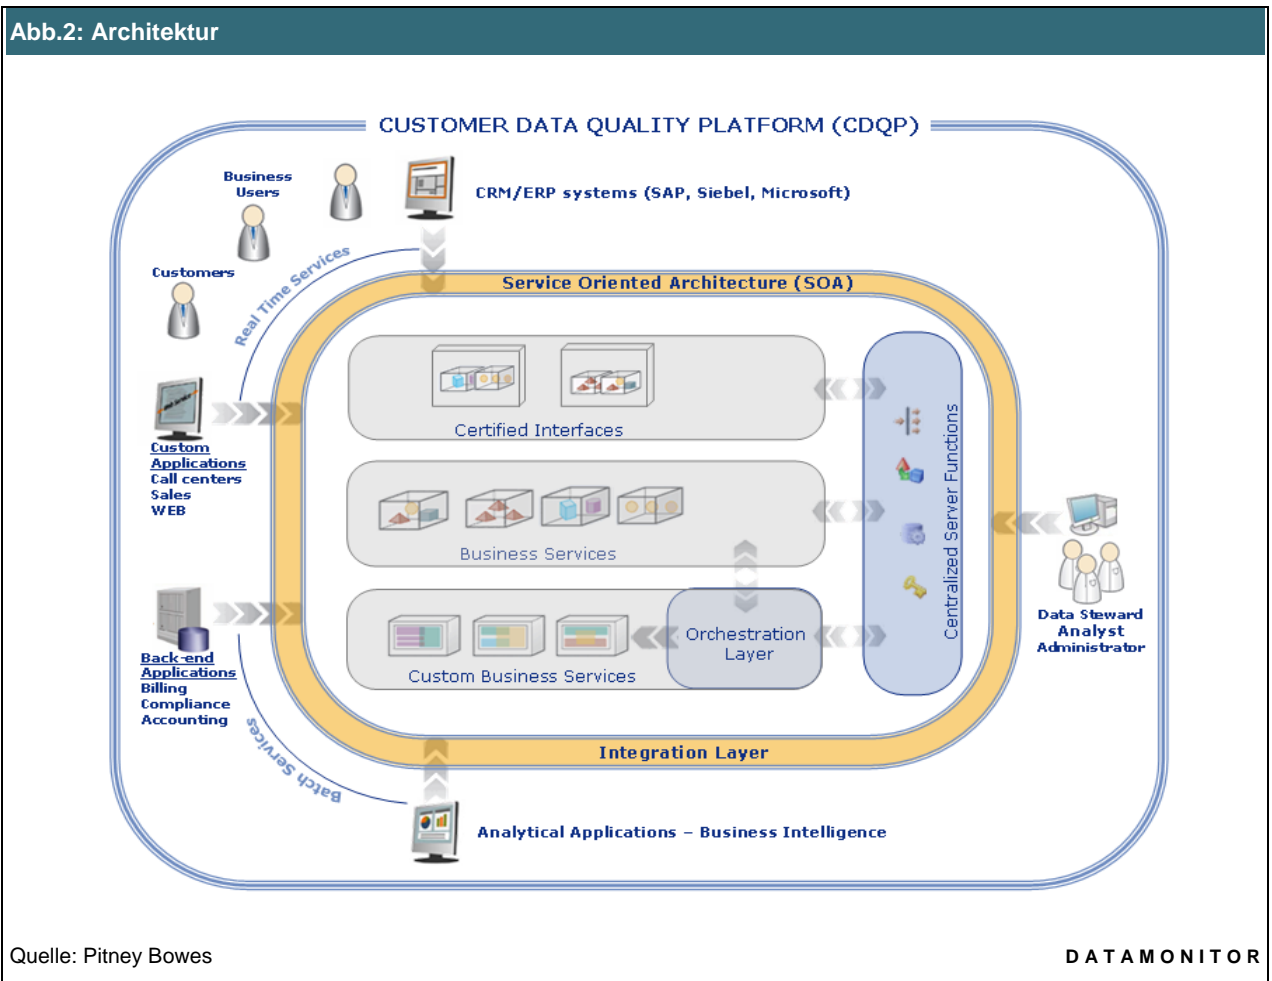 Abb.2: Architektur
CUSTOMER DATA QUALITY PLATFORM (CDQP)
Business
Users
CRM/ERP systems (SAP, Siebel, Microsoft)
Customers
Real Time Services
Service Oriented Architecture (SOA)
Certified Interfaces
Custom
Applications
Call centers
Sales
WEB
Business Services
Centralized Server Functions
Orchestration
Layer
Custom Business Services
Data Steward
Analyst
Administrator
Back-end
Applications
Billing
Compliance
Accounting
Batch Services
Integration Layer
Analytical Applications – Business Intelligence
Quelle: Pitney Bowes
DATAMONITOR